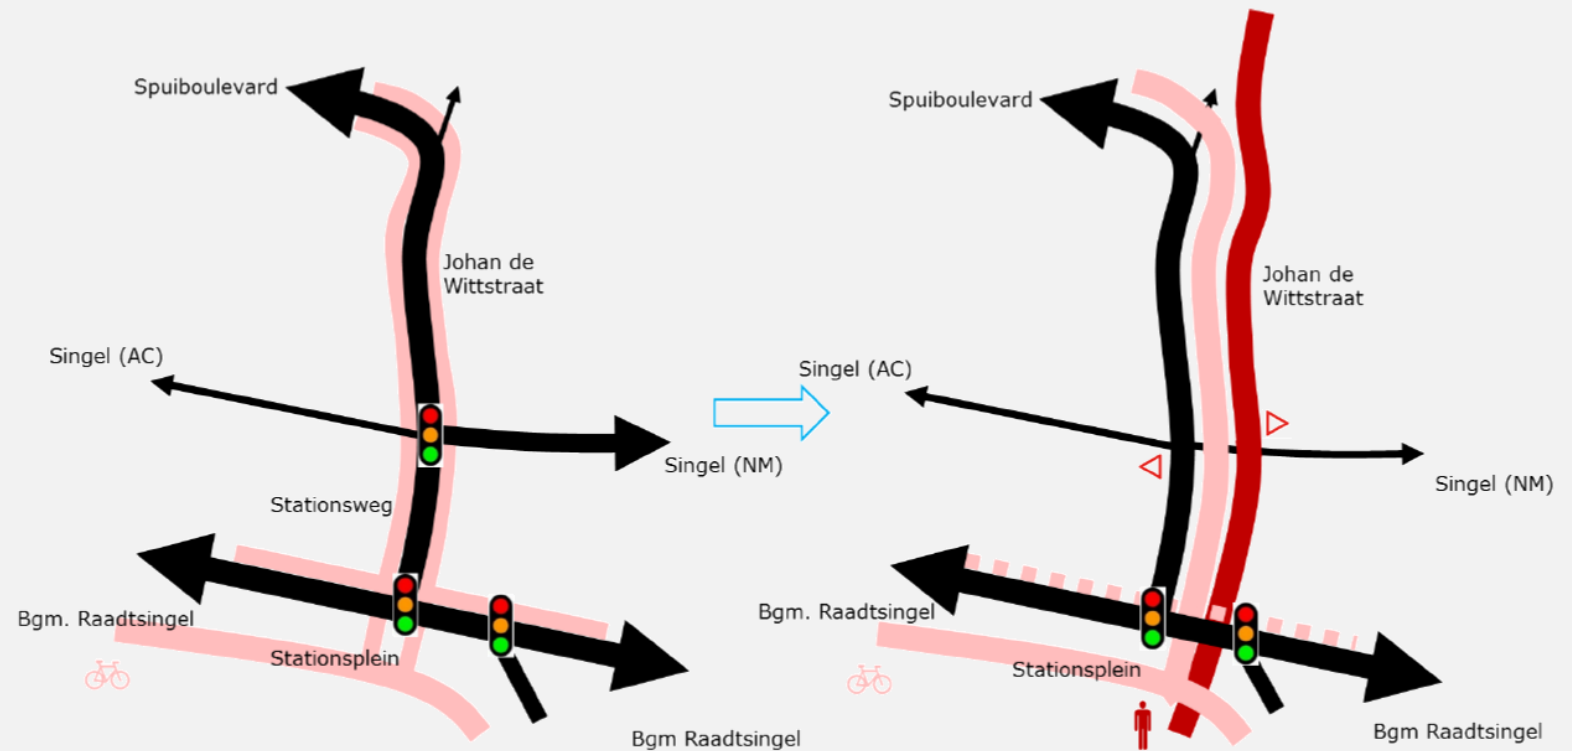 Spuiboulevard
Johan de
Wittstraat
Singel (AC)
Singel (NM)
Stationsweg
Bgm. Raadtsingel
Stationsplein
Bgm Raadtsingel
Spuiboulevard
Johan de
Wittstraat
Singel (AC)
Singel (NM)
Bgm. Raadtsingel
Stationsplein
Bgm Raadtsingel